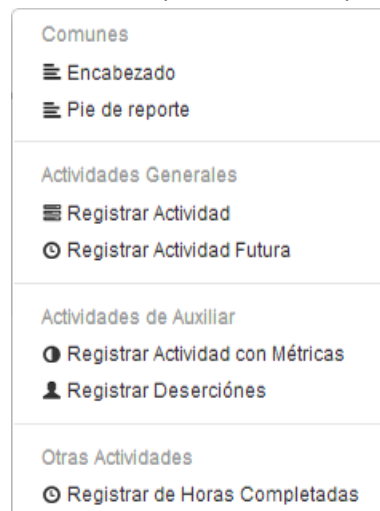 Comunes
Encabezado
Pie de reporte
Actividades Generales
Registrar Actividad
Registrar Actividad Futura
Actividades de Auxiliar
Registrar Actividad con Métricas
Registrar Deserciónes
Otras Actividades
Registrar de Horas Completadas